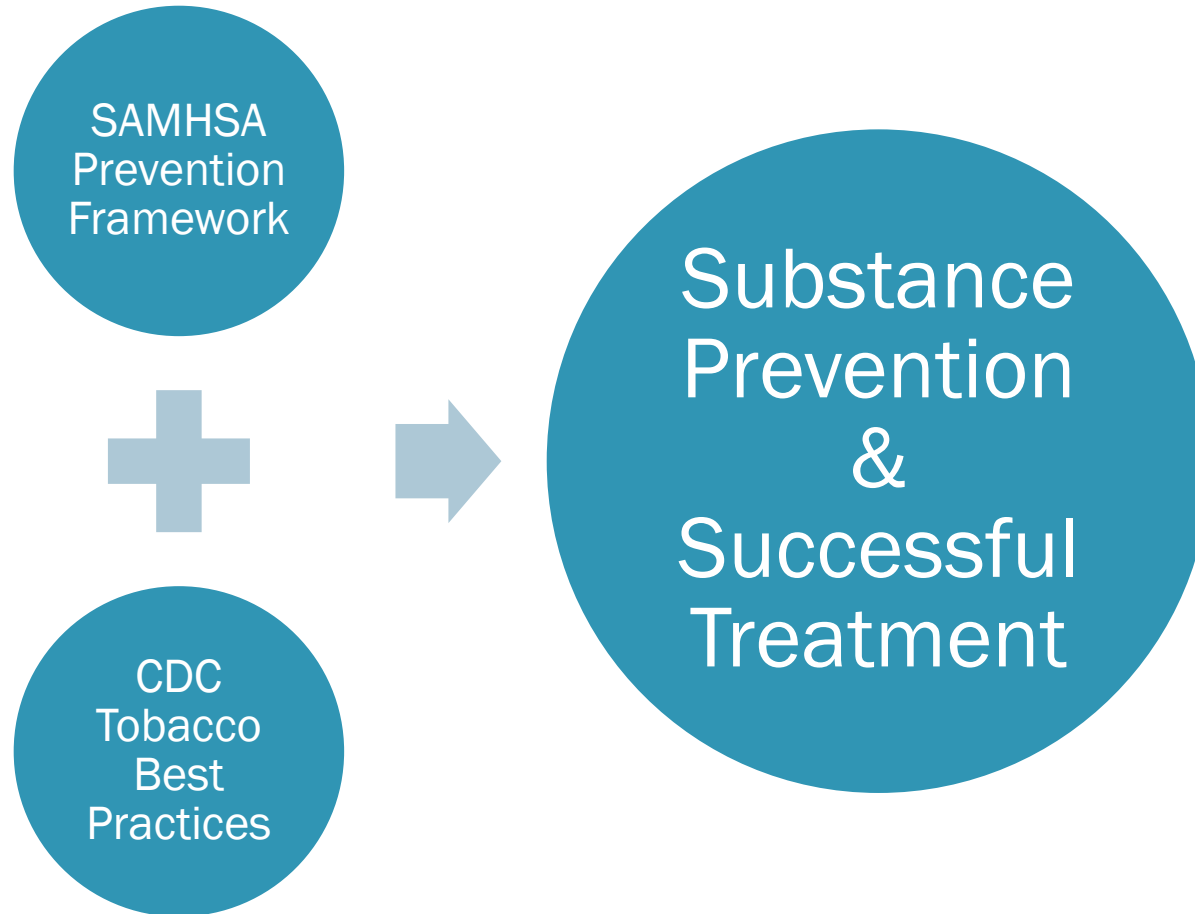 SAMHSA
Prevention
Framework
CDC
Tobacco
Best
Practices
Substance
Prevention
&
Successful
Treatment